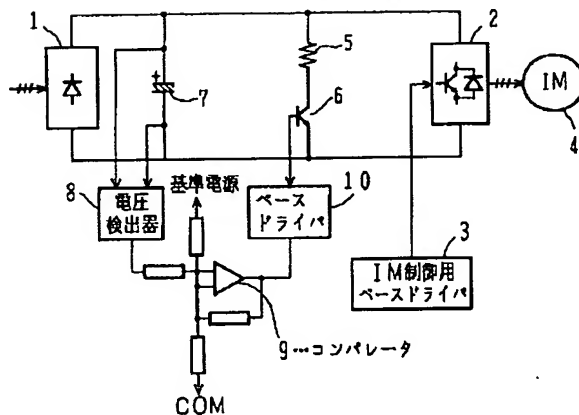 1
2
5
6
7
IM
4
8
電圧
検出器
基準電源
10
ベース
ドライバ
3
IM制御用
ベースドライバ
9…コンパレータ
COM